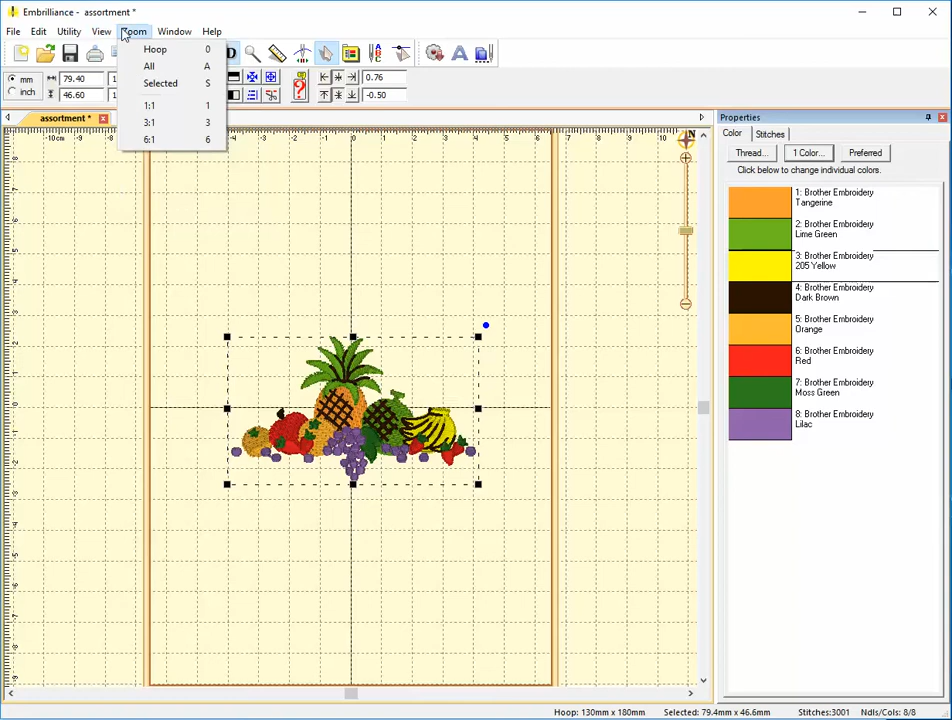 Embrilliance - assortment *
File Edit Utility View Zoom Window Help
Hoop 0
All A
Selected S
1:1 1
3:1 3
6:1 6
mm
inch
79.40
46.60
0.76
-0.50
assortment *
Properties
Color Stitches
Thread... 1 Color... Preferred
Click below to change individual colors.
1: Brother Embroidery
Tangerine
2: Brother Embroidery
Lime Green
3: Brother Embroidery
205 Yellow
4: Brother Embroidery
Dark Brown
5: Brother Embroidery
Orange
6: Brother Embroidery
Red
7: Brother Embroidery
Moss Green
8: Brother Embroidery
Lilac
N
Hoop: 130mm x 180mm Selected: 79.4mm x 46.6mm Stitches:3001 Ndls/Cols: 8/8